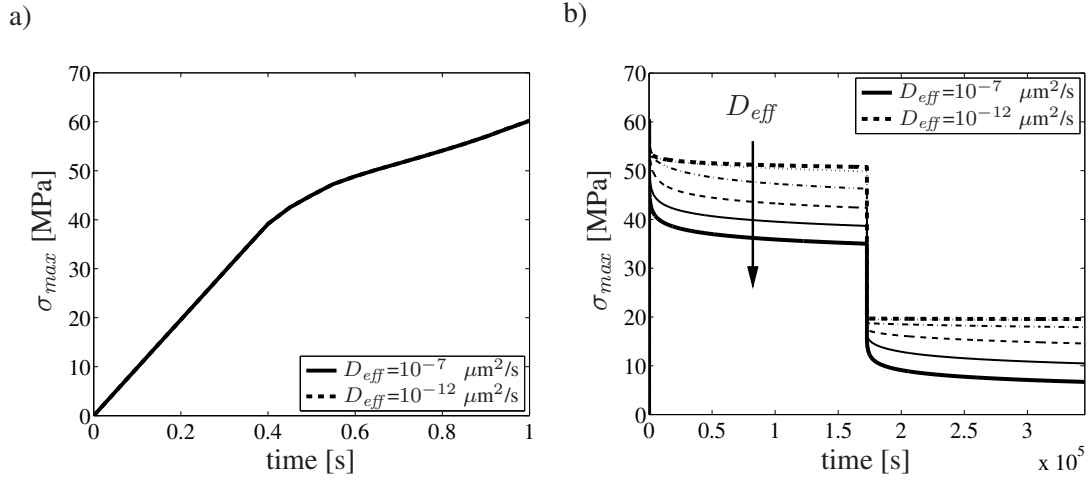 a)
70
60
50
40
30
20
10
0
σmax [MPa]
Deff=10−7 μm2/s
Deff=10−12 μm2/s
0 0.2 0.4 0.6 0.8 1
time [s]
b)
70
60
50
40
30
20
10
0
σmax [MPa]
Deff=10−7 μm2/s
Deff=10−12 μm2/s
Deff
0 0.5 1 1.5 2 2.5 3
x 10^5
time [s]